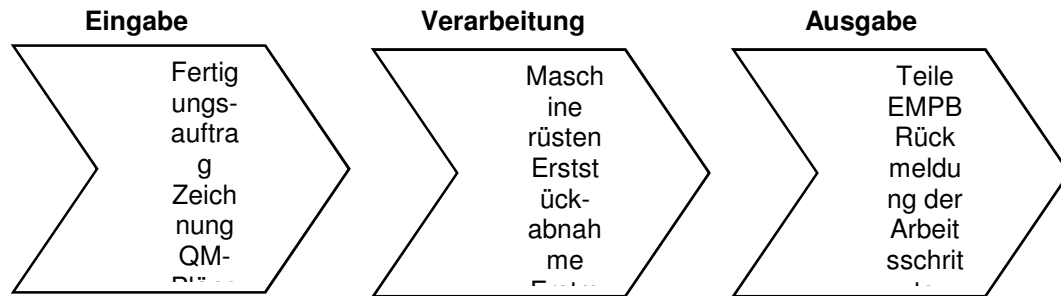 Eingabe
Verarbeitung
Ausgabe
Fertig
ungs-
auftra
g
Zeich
nung
QM-
Masch
ine
rüsten
Erstst
ück-
abnah
me
Teile
EMPB
Rück
meldu
ng der
Arbeit
sschrit